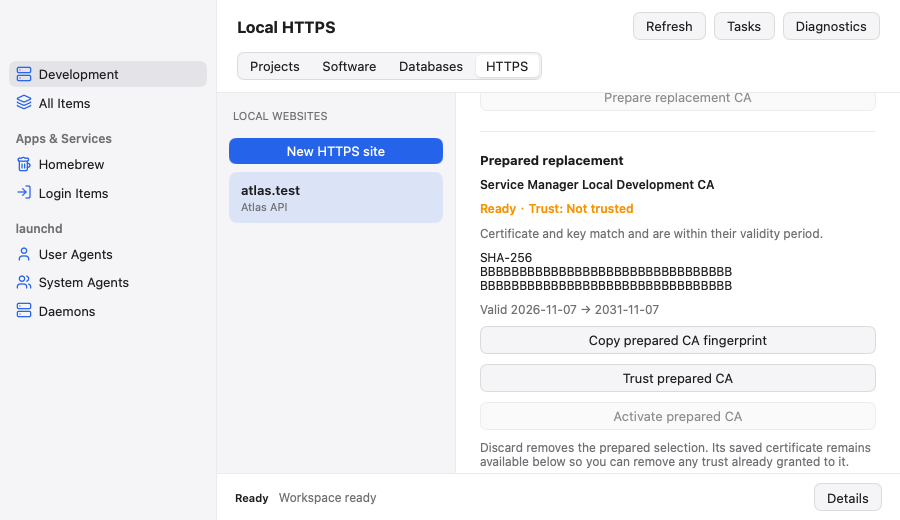 Local HTTPS
Refresh
Tasks
Diagnostics
Projects
Software
Databases
HTTPS
Development
All Items
Apps & Services
Homebrew
Login Items
launchd
User Agents
System Agents
Daemons
LOCAL WEBSITES
New HTTPS site
atlas.test
Atlas API
Prepare replacement CA
Prepared replacement
Service Manager Local Development CA
Ready · Trust: Not trusted
Certificate and key match and are within their validity period.
SHA-256
BBBBBBBBBBBBBBBBBBBBBBBBBBBBBBBB
BBBBBBBBBBBBBBBBBBBBBBBBBBBBBBBB
Valid 2026-11-07 → 2031-11-07
Copy prepared CA fingerprint
Trust prepared CA
Activate prepared CA
Discard removes the prepared selection. Its saved certificate remains
available below so you can remove any trust already granted to it.
Ready
Workspace ready
Details